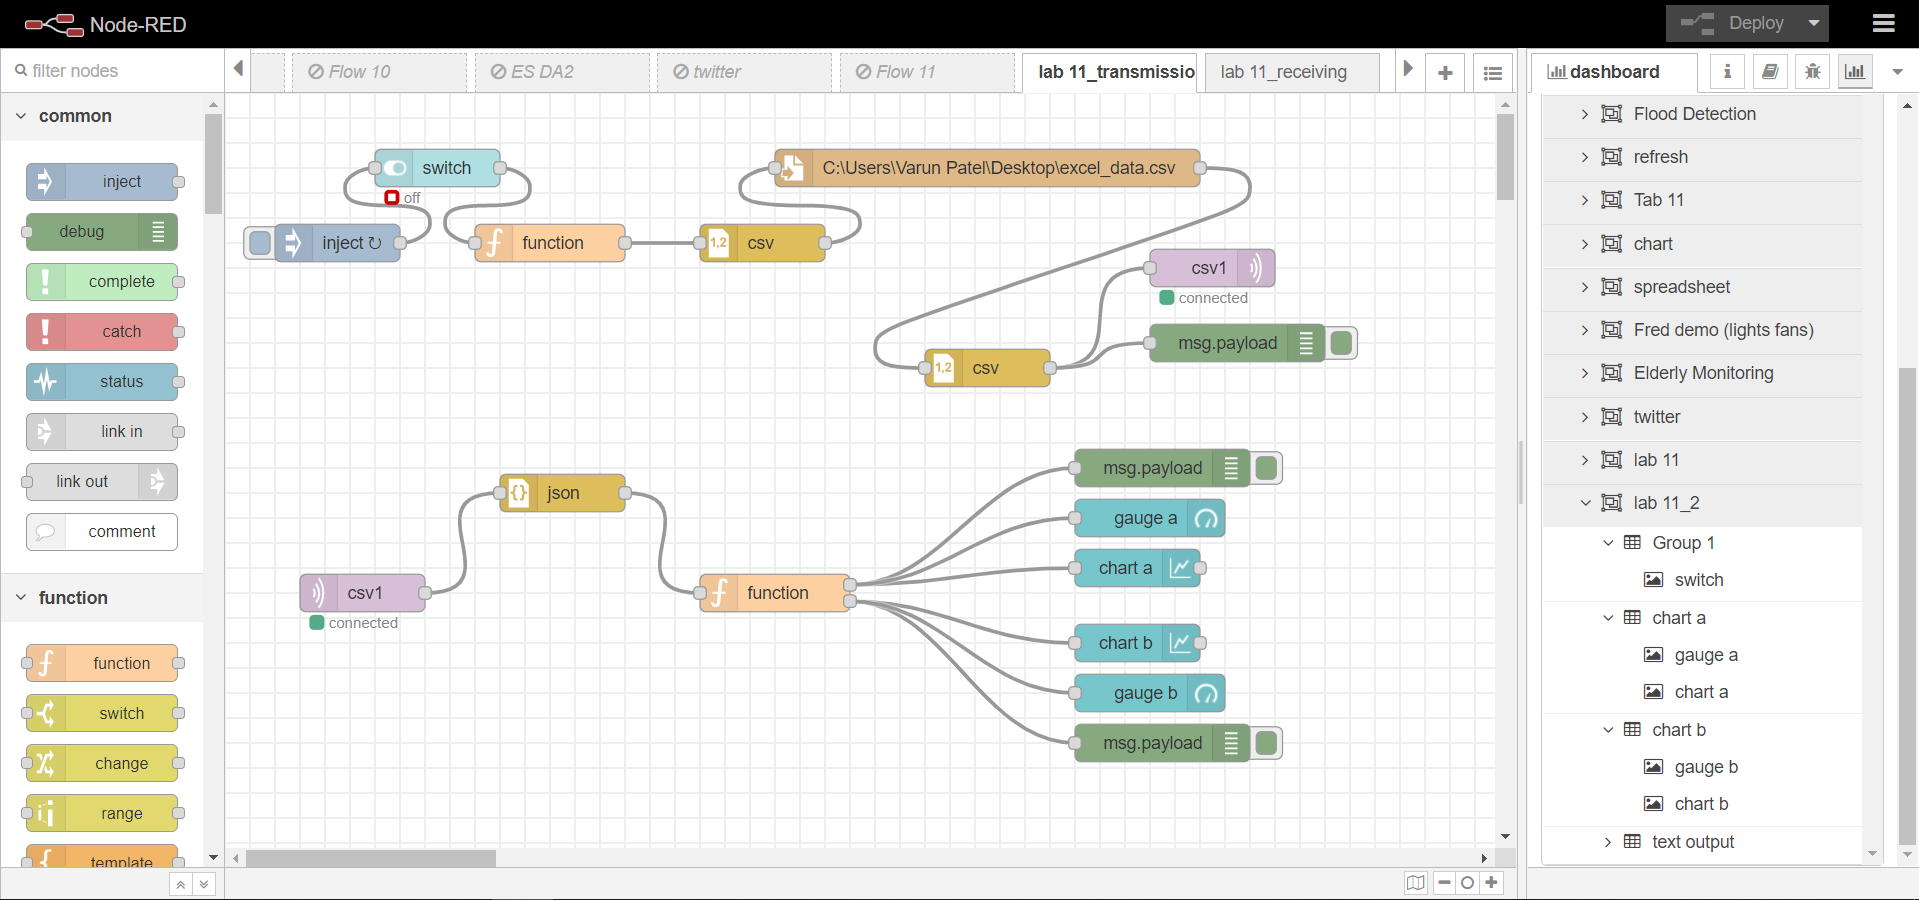 Node-RED
Deploy
filter nodes
Flow 10
ES DA2
twitter
Flow 11
lab 11_transmissio
lab 11_receiving
dashboard
common
inject
debug
complete
catch
status
link in
link out
comment
function
function
switch
change
range
template
switch
off
inject ↻
function
1,2 csv
C:\Users\Varun Patel\Desktop\excel_data.csv
csv1
connected
msg.payload
1,2 csv
json
csv1
connected
function
msg.payload
gauge a
chart a
chart b
gauge b
msg.payload
Flood Detection
refresh
Tab 11
chart
spreadsheet
Fred demo (lights fans)
Elderly Monitoring
twitter
lab 11
lab 11_2
Group 1
switch
chart a
gauge a
chart a
chart b
gauge b
chart b
text output